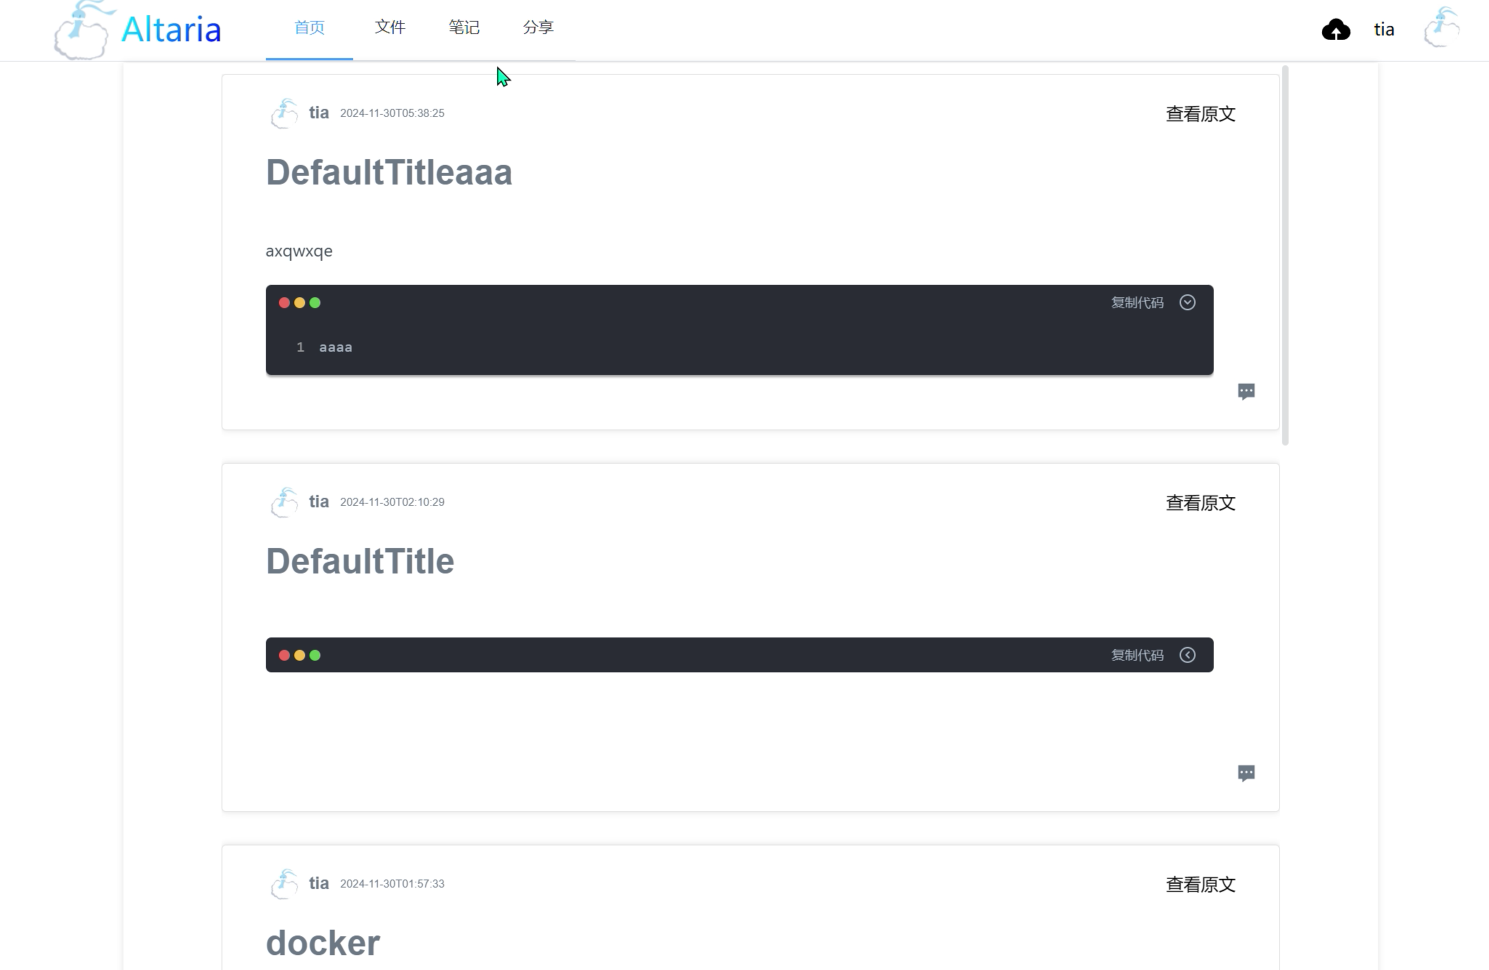 Altaria 首页 文件 笔记 分享 tia
tia 2024-11-30T05:38:25 查看原文
DefaultTitleaaa
axqwxqe
复制代码
1 aaaa
tia 2024-11-30T02:10:29 查看原文
DefaultTitle
复制代码
tia 2024-11-30T01:57:33 查看原文
docker